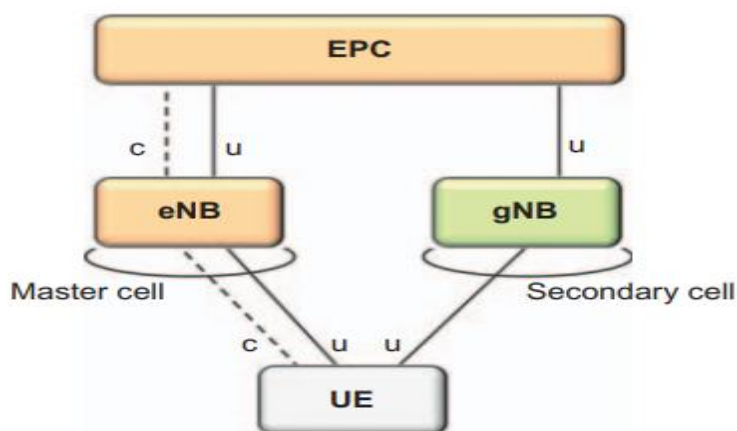 EPC
c u u
eNB gNB
Master cell Secondary cell
c u u
UE